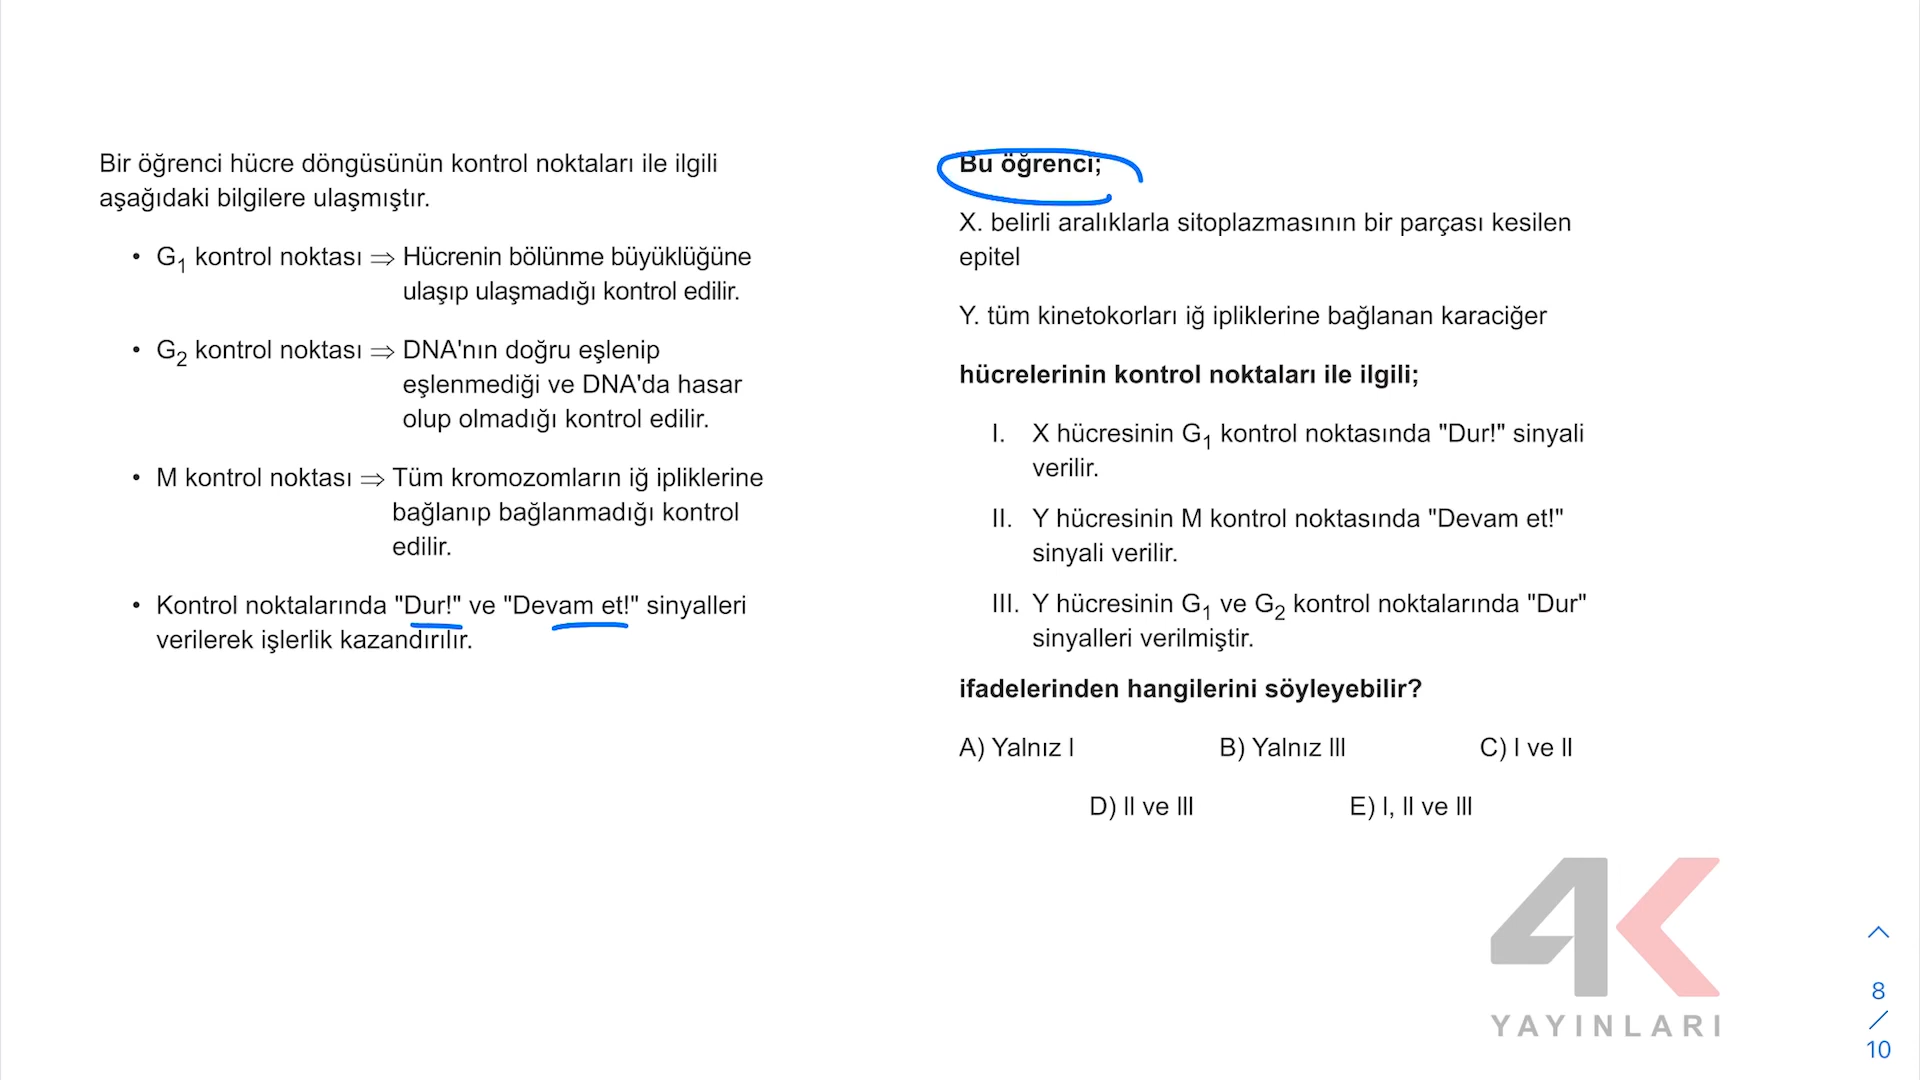 Bir öğrenci hücre döngüsünün kontrol noktaları ile ilgili
aşağıdaki bilgilere ulaşmıştır.
• G₁ kontrol noktası ⇒ Hücrenin bölünme büyüklüğüne
ulaşıp ulaşmadığı kontrol edilir.
• G₂ kontrol noktası ⇒ DNA'nın doğru eşlenip
eşlenmediği ve DNA'da hasar
olup olmadığı kontrol edilir.
• M kontrol noktası ⇒ Tüm kromozomların iğ ipliklerine
bağlanıp bağlanmadığı kontrol
edilir.
• Kontrol noktalarında "Dur!" ve "Devam et!" sinyalleri
verilerek işlerlik kazandırılır.
Bu öğrenci;
X. belirli aralıklarla sitoplazmasının bir parçası kesilen
epitel
Y. tüm kinetokorları iğ ipliklerine bağlanan karaciğer
hücrelerinin kontrol noktaları ile ilgili;
I. X hücresinin G₁ kontrol noktasında "Dur!" sinyali
verilir.
II. Y hücresinin M kontrol noktasında "Devam et!"
sinyali verilir.
III. Y hücresinin G₁ ve G₂ kontrol noktalarında "Dur"
sinyalleri verilmiştir.
ifadelerinden hangilerini söyleyebilir?
A) Yalnız I B) Yalnız III C) I ve II
D) II ve III E) I, II ve III
4K
YAYINLARI
8
/
10